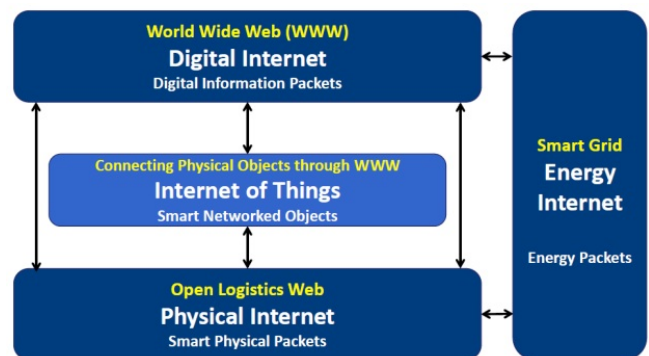 World Wide Web (WWW)
Digital Internet
Digital Information Packets
Connecting Physical Objects through WWW
Internet of Things
Smart Networked Objects
Open Logistics Web
Physical Internet
Smart Physical Packets
Smart Grid
Energy
Internet
Energy Packets